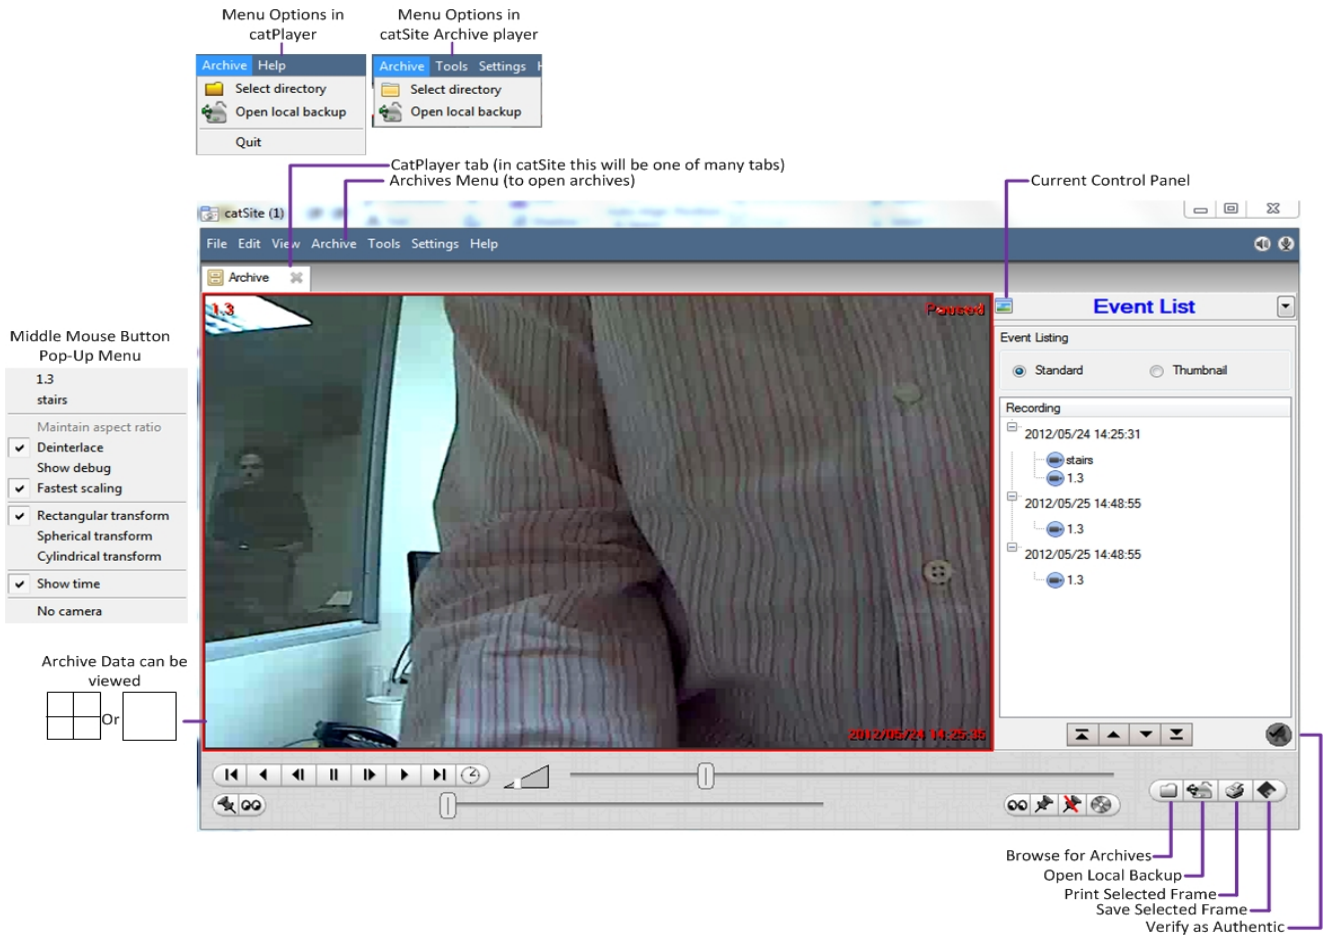 Menu Options in
catPlayer
Menu Options in
catSite Archive player
Archive Help
Select directory
Open local backup
Quit
Archive Tools Settings H
Select directory
Open local backup
CatPlayer tab (in catSite this will be one of many tabs)
Archives Menu (to open archives)
Current Control Panel
catSite (1)
File Edit View Archive Tools Settings Help
Archive
1.3
Paused
Event List
Event Listing
Standard
Thumbnail
Recording
2012/05/24 14:25:31
stairs
1.3
2012/05/25 14:48:55
1.3
2012/05/25 14:48:55
1.3
Middle Mouse Button
Pop-Up Menu
1.3
stairs
Maintain aspect ratio
Deinterlace
Show debug
Fastest scaling
Rectangular transform
Spherical transform
Cylindrical transform
Show time
No camera
Archive Data can be
viewed
Or
2012/05/24 14:25:35
Browse for Archives
Open Local Backup
Print Selected Frame
Save Selected Frame
Verify as Authentic